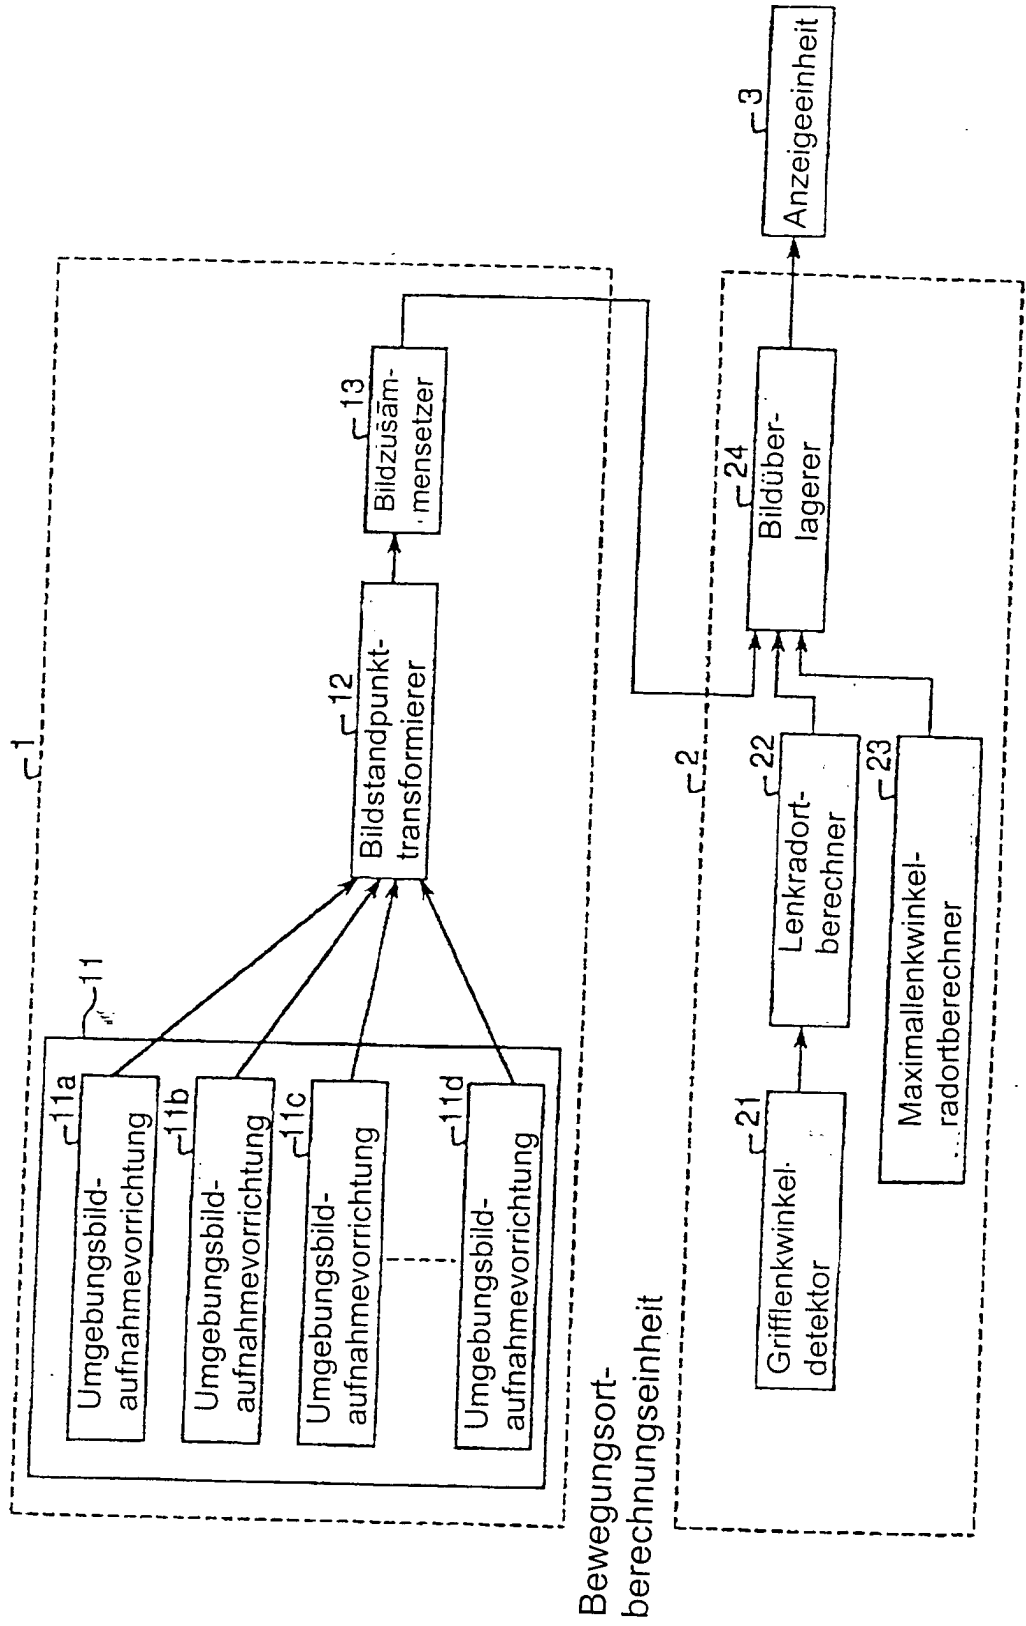 1
11
11a
Umgebungsbild-
aufnahmevorrichtung
11b
Umgebungsbild-
aufnahmevorrichtung
11c
Umgebungsbild-
aufnahmevorrichtung
11d
Umgebungsbild-
aufnahmevorrichtung
12
Bildstandpunkt-
transformierer
13
Bildzusam-
mensetzer
Bewegungsort-
berechnungseinheit
2
21
Grifflenkwinkel-
detektor
22
Lenkradort-
berechner
23
Maximallenkwinkel-
radortberechner
24
Bildüber-
lagerer
3
Anzeigeeinheit